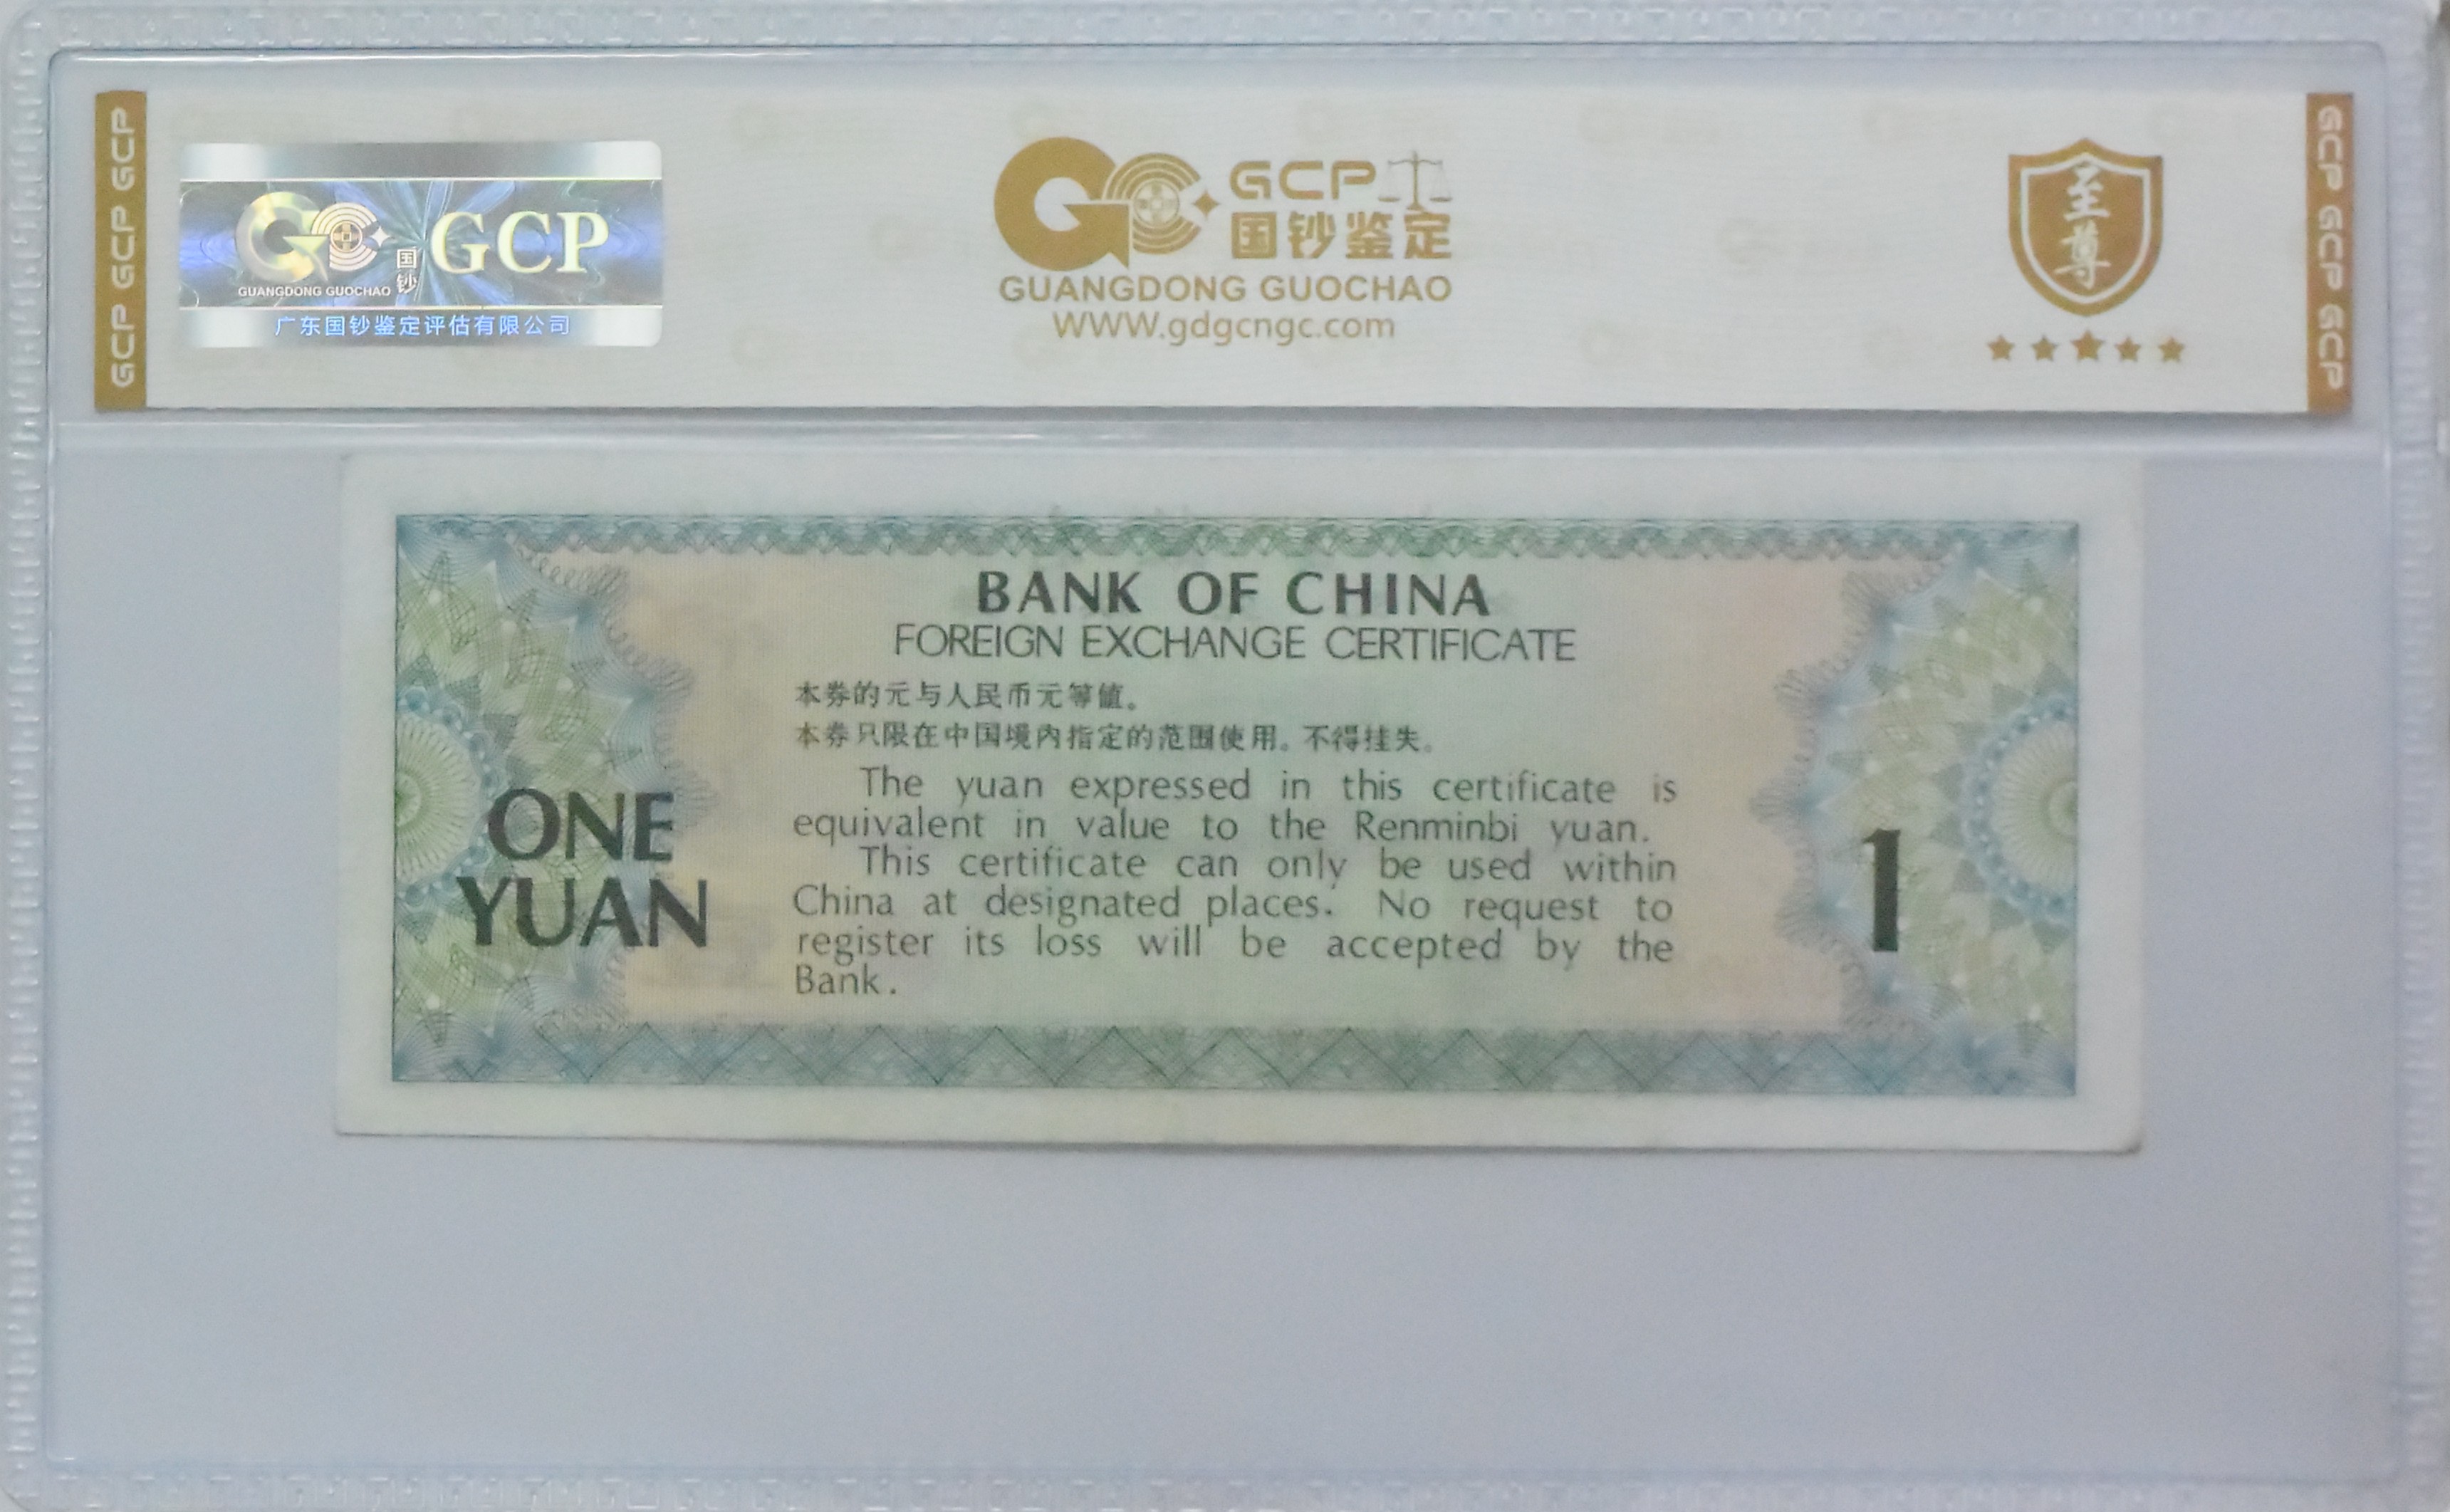 GCP GCP GCP
GC GCP
国钞
GUANGDONG GUOCHAO
广东国钞鉴定评估有限公司
GC GCP
国钞鉴定
GUANGDONG GUOCHAO
WWW.gdgcngc.com
至尊
GCP GCP GCP
BANK OF CHINA
FOREIGN EXCHANGE CERTIFICATE
本券的元与人民币元等值。
本券只限在中国境内指定的范围使用。不得挂失。
The yuan expressed in this certificate is
equivalent in value to the Renminbi yuan.
This certificate can only be used within
China at designated places. No request to
register its loss will be accepted by the
Bank.
ONE
YUAN
1